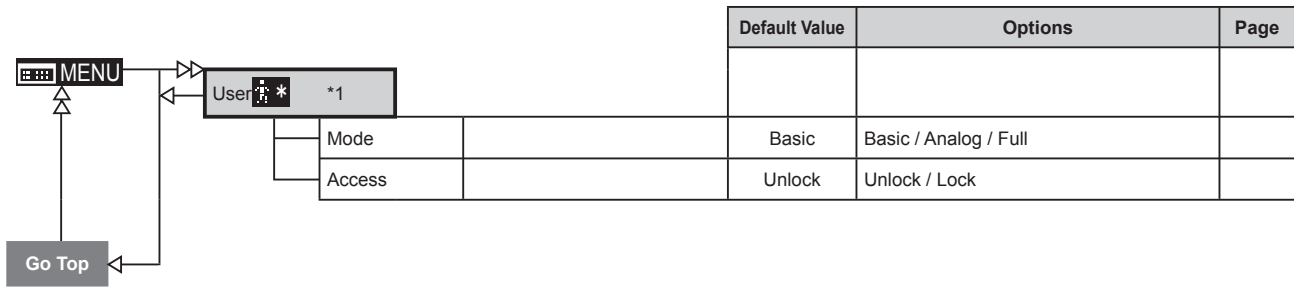 Default Value Options Page
MENU
User * *1
Mode Basic Basic / Analog / Full
Access Unlock Unlock / Lock
Go Top